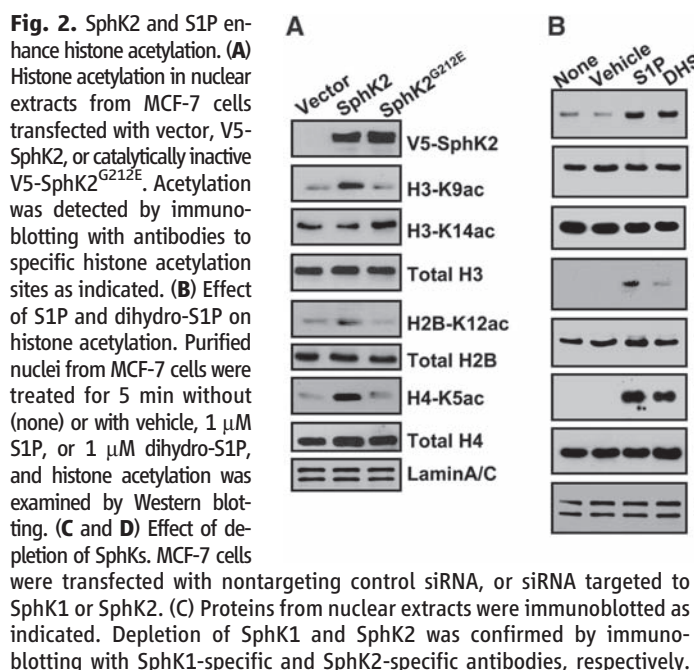 Fig. 2. SphK2 and S1P en-
hance histone acetylation. (A)
Histone acetylation in nuclear
extracts from MCF-7 cells
transfected with vector, V5-
SphK2, or catalytically inactive
V5-SphK2^G212E. Acetylation
was detected by immuno-
blotting with antibodies to
specific histone acetylation
sites as indicated. (B) Effect
of S1P and dihydro-S1P on
histone acetylation. Purified
nuclei from MCF-7 cells were
treated for 5 min without
(none) or with vehicle, 1 μM
S1P, or 1 μM dihydro-S1P,
and histone acetylation was
examined by Western blot-
ting. (C and D) Effect of de-
pletion of SphKs. MCF-7 cells
were transfected with nontargeting control siRNA, or siRNA targeted to
SphK1 or SphK2. (C) Proteins from nuclear extracts were immunoblotted as
indicated. Depletion of SphK1 and SphK2 was confirmed by immuno-
blotting with SphK1-specific and SphK2-specific antibodies, respectively.
A
Vector
SphK2
SphK2^G212E
V5-SphK2
H3-K9ac
H3-K14ac
Total H3
H2B-K12ac
Total H2B
H4-K5ac
Total H4
LaminA/C
B
None
Vehicle
S1P
DHS